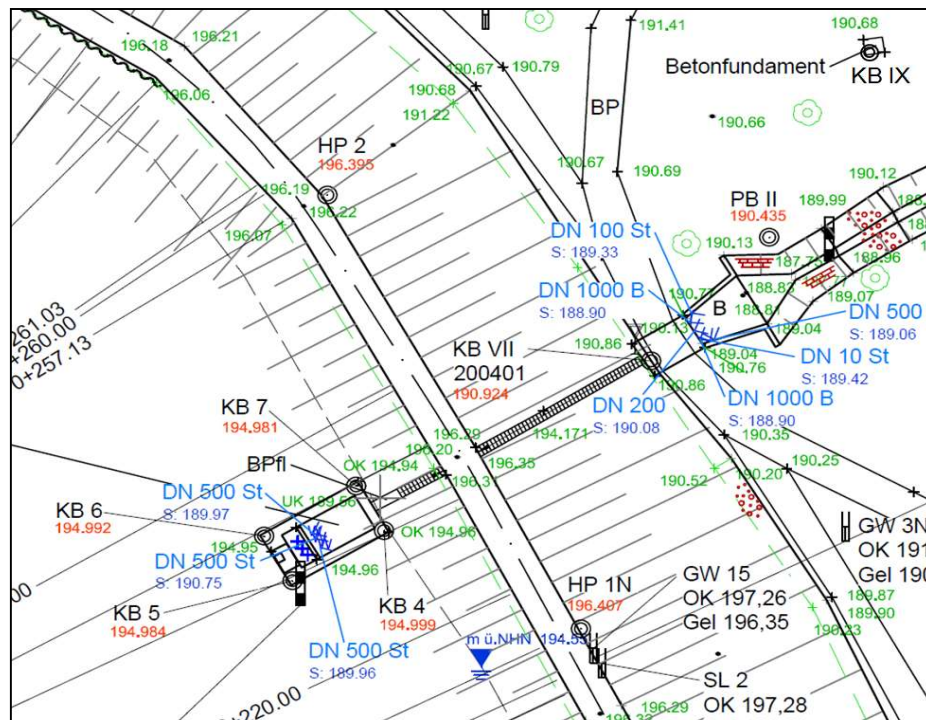 196.21
196.18
196.06
190.67
190.79
190.68
191.22
191.41
BP
190.68
Betonfundament
KB IX
190.66
HP 2
196.395
190.67
190.69
190.12
189.99
196.19
196.22
196.07
PB II
190.435
DN 100 St
S: 189.33
190.13
188.96
DN 1000 B
S: 188.90
188.83
188.81
B
189.07
DN 500
S: 189.06
261.03
+260.00
0+257.13
190.13
190.86
189.04
189.04
190.76
DN 10 St
S: 189.42
KB VII
200401
190.924
190.86
DN 1000 B
S: 188.90
DN 200
S: 190.08
KB 7
194.981
194.171
196.29
196.20
196.35
196.31
190.35
190.25
190.20
190.52
BPfl
OK 194.94
DN 500 St
S: 189.97
UK 189.56
KB 6
194.992
194.95
OK 194.96
DN 500 St
S: 190.75
194.96
GW 3N
OK 191
Gel 190
KB 5
194.984
KB 4
194.999
HP 1N
196.407
GW 15
OK 197,26
Gel 196,35
189.87
189.90
DN 500 St
S: 189.96
m ü.NHN 194.55
SL 2
OK 197,28
+220.00
196.29